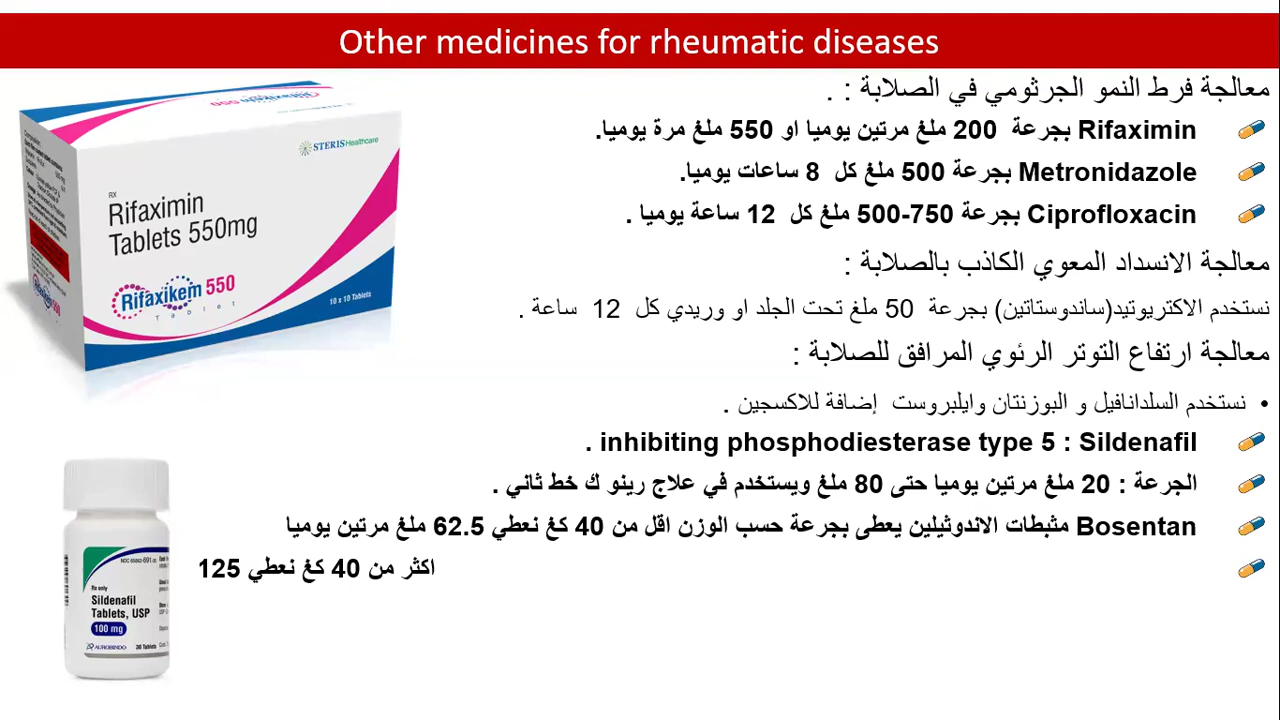 Other medicines for rheumatic diseases
معالجة فرط النمو الجرثومي في الصلابة : .
Rifaximin بجرعة 200 ملغ مرتين يوميا او 550 ملغ مرة يوميا.
Metronidazole بجرعة 500 ملغ كل 8 ساعات يوميا.
Ciprofloxacin بجرعة 750-500 ملغ كل 12 ساعة يوميا .
معالجة الانسداد المعوي الكاذب بالصلابة :
نستخدم الاكتريوتيد(ساندوستاتين) بجرعة 50 ملغ تحت الجلد او وريدي كل 12 ساعة .
معالجة ارتفاع التوتر الرئوي المرافق للصلابة :
• نستخدم السلدانافيل و البوزنتان وايلبروست إضافة للاكسجين .
inhibiting phosphodiesterase type 5 : Sildenafil .
الجرعة : 20 ملغ مرتين يوميا حتى 80 ملغ ويستخدم في علاج رينو ك خط ثاني .
Bosentan مثبطات الاندوثيلين يعطى بجرعة حسب الوزن اقل من 40 كغ نعطي 62.5 ملغ مرتين يوميا
اكثر من 40 كغ نعطي 125
STERIS Healthcare
RX
Rifaximin
Tablets 550mg
Rifaxikem 550
Tablet
10 x 10 Tablets
Rx only
Sildenafil
Tablets, USP
100 mg
AUROBINDO
30 Tablets